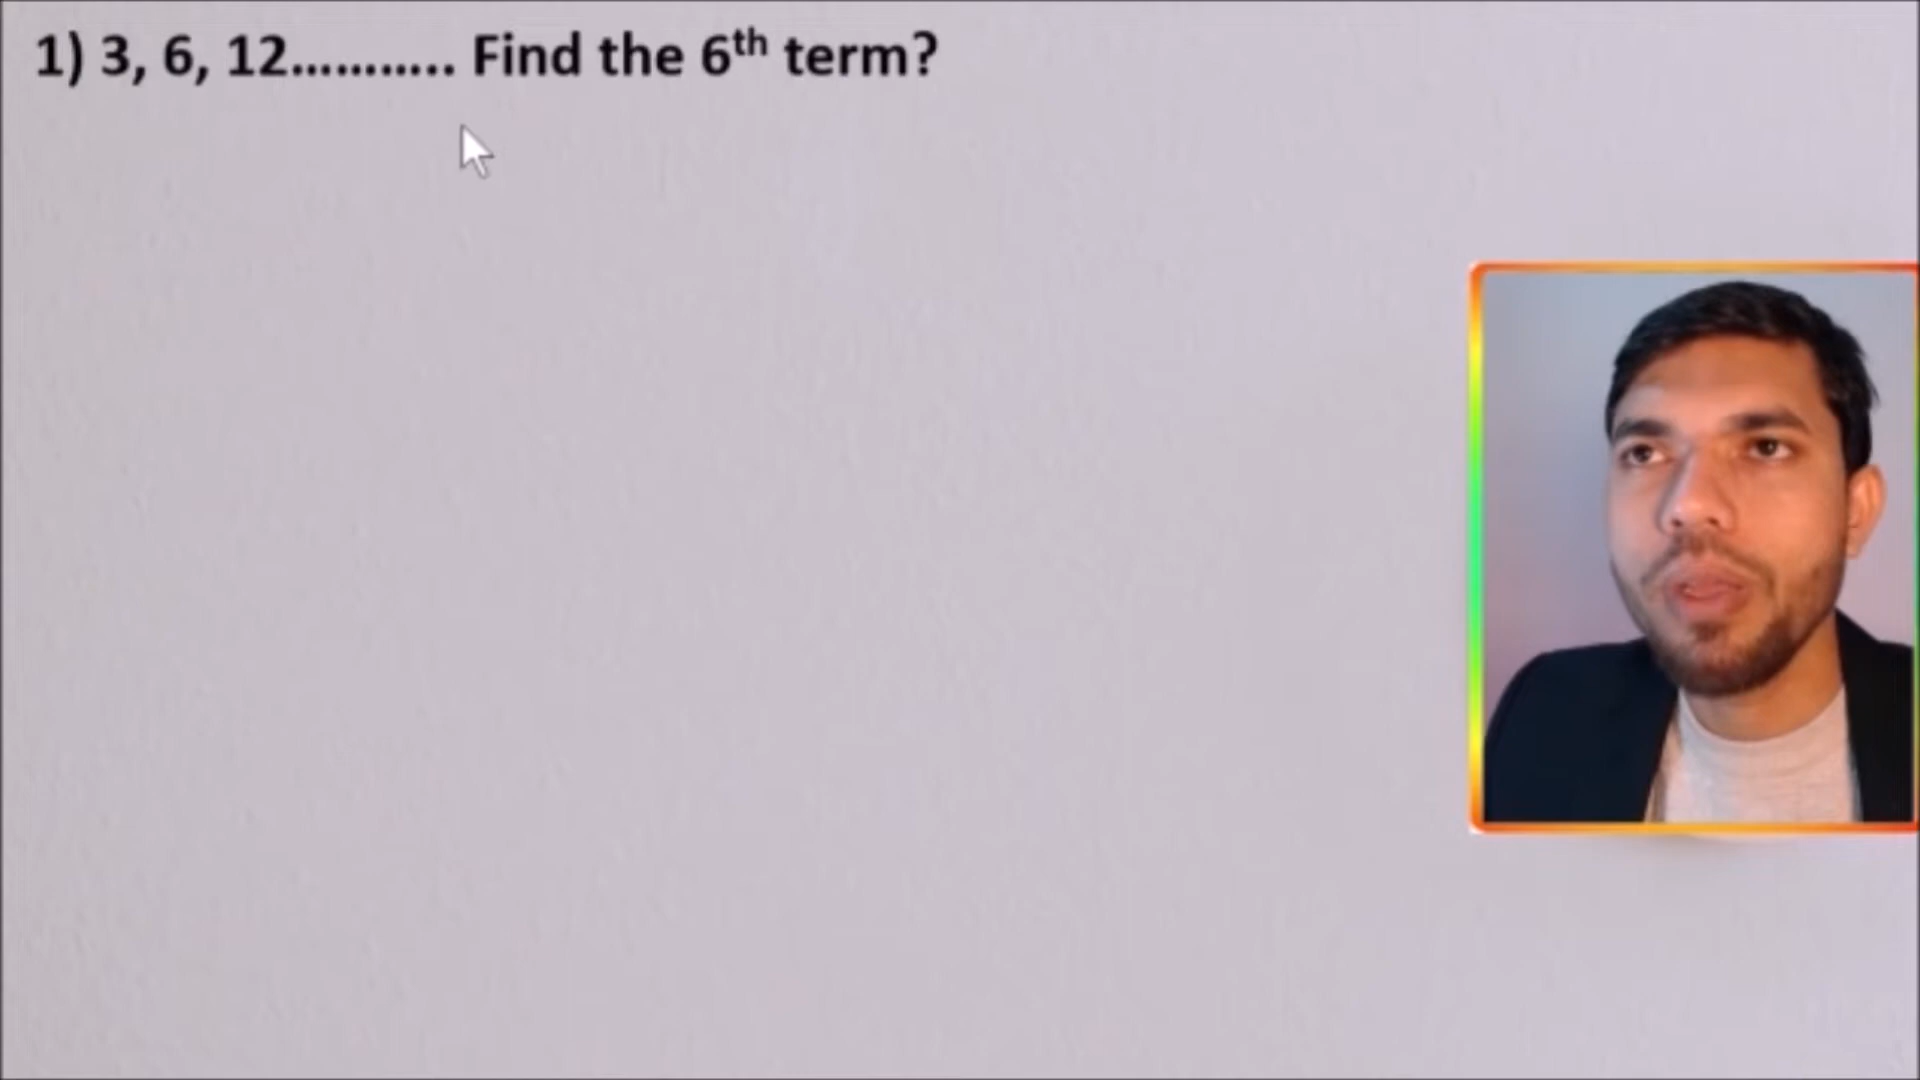 1) 3, 6, 12……….. Find the 6th term?